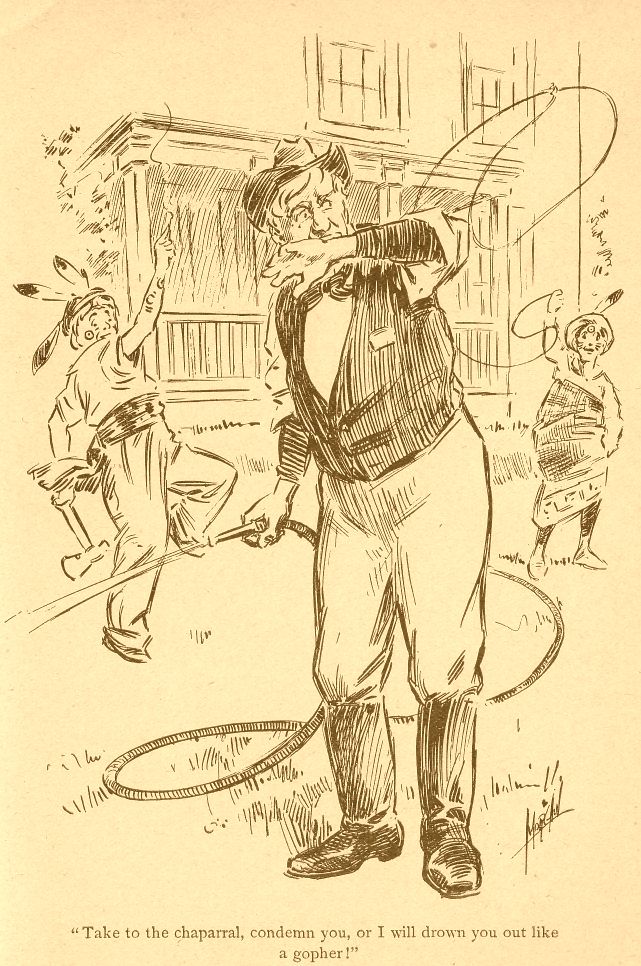 “Take to the chaparral, condemn you, or I will drown you out like
a gopher!”